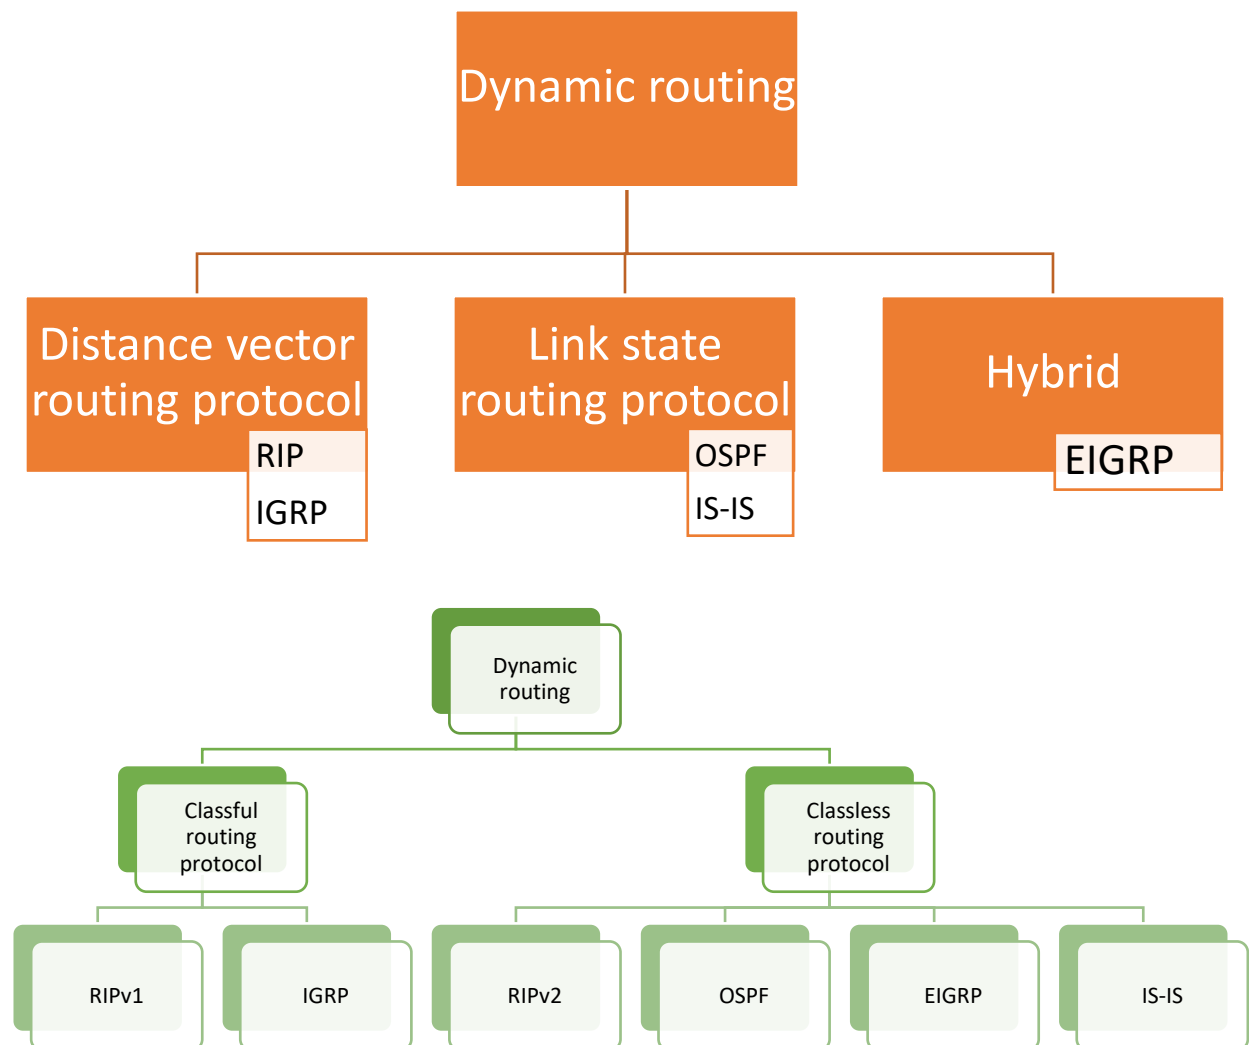 Dynamic routing
Distance vector
routing protocol
RIP
IGRP
Link state
routing protocol
OSPF
IS-IS
Hybrid
EIGRP
Dynamic
routing
Classful
routing
protocol
Classless
routing
protocol
RIPv1
IGRP
RIPv2
OSPF
EIGRP
IS-IS